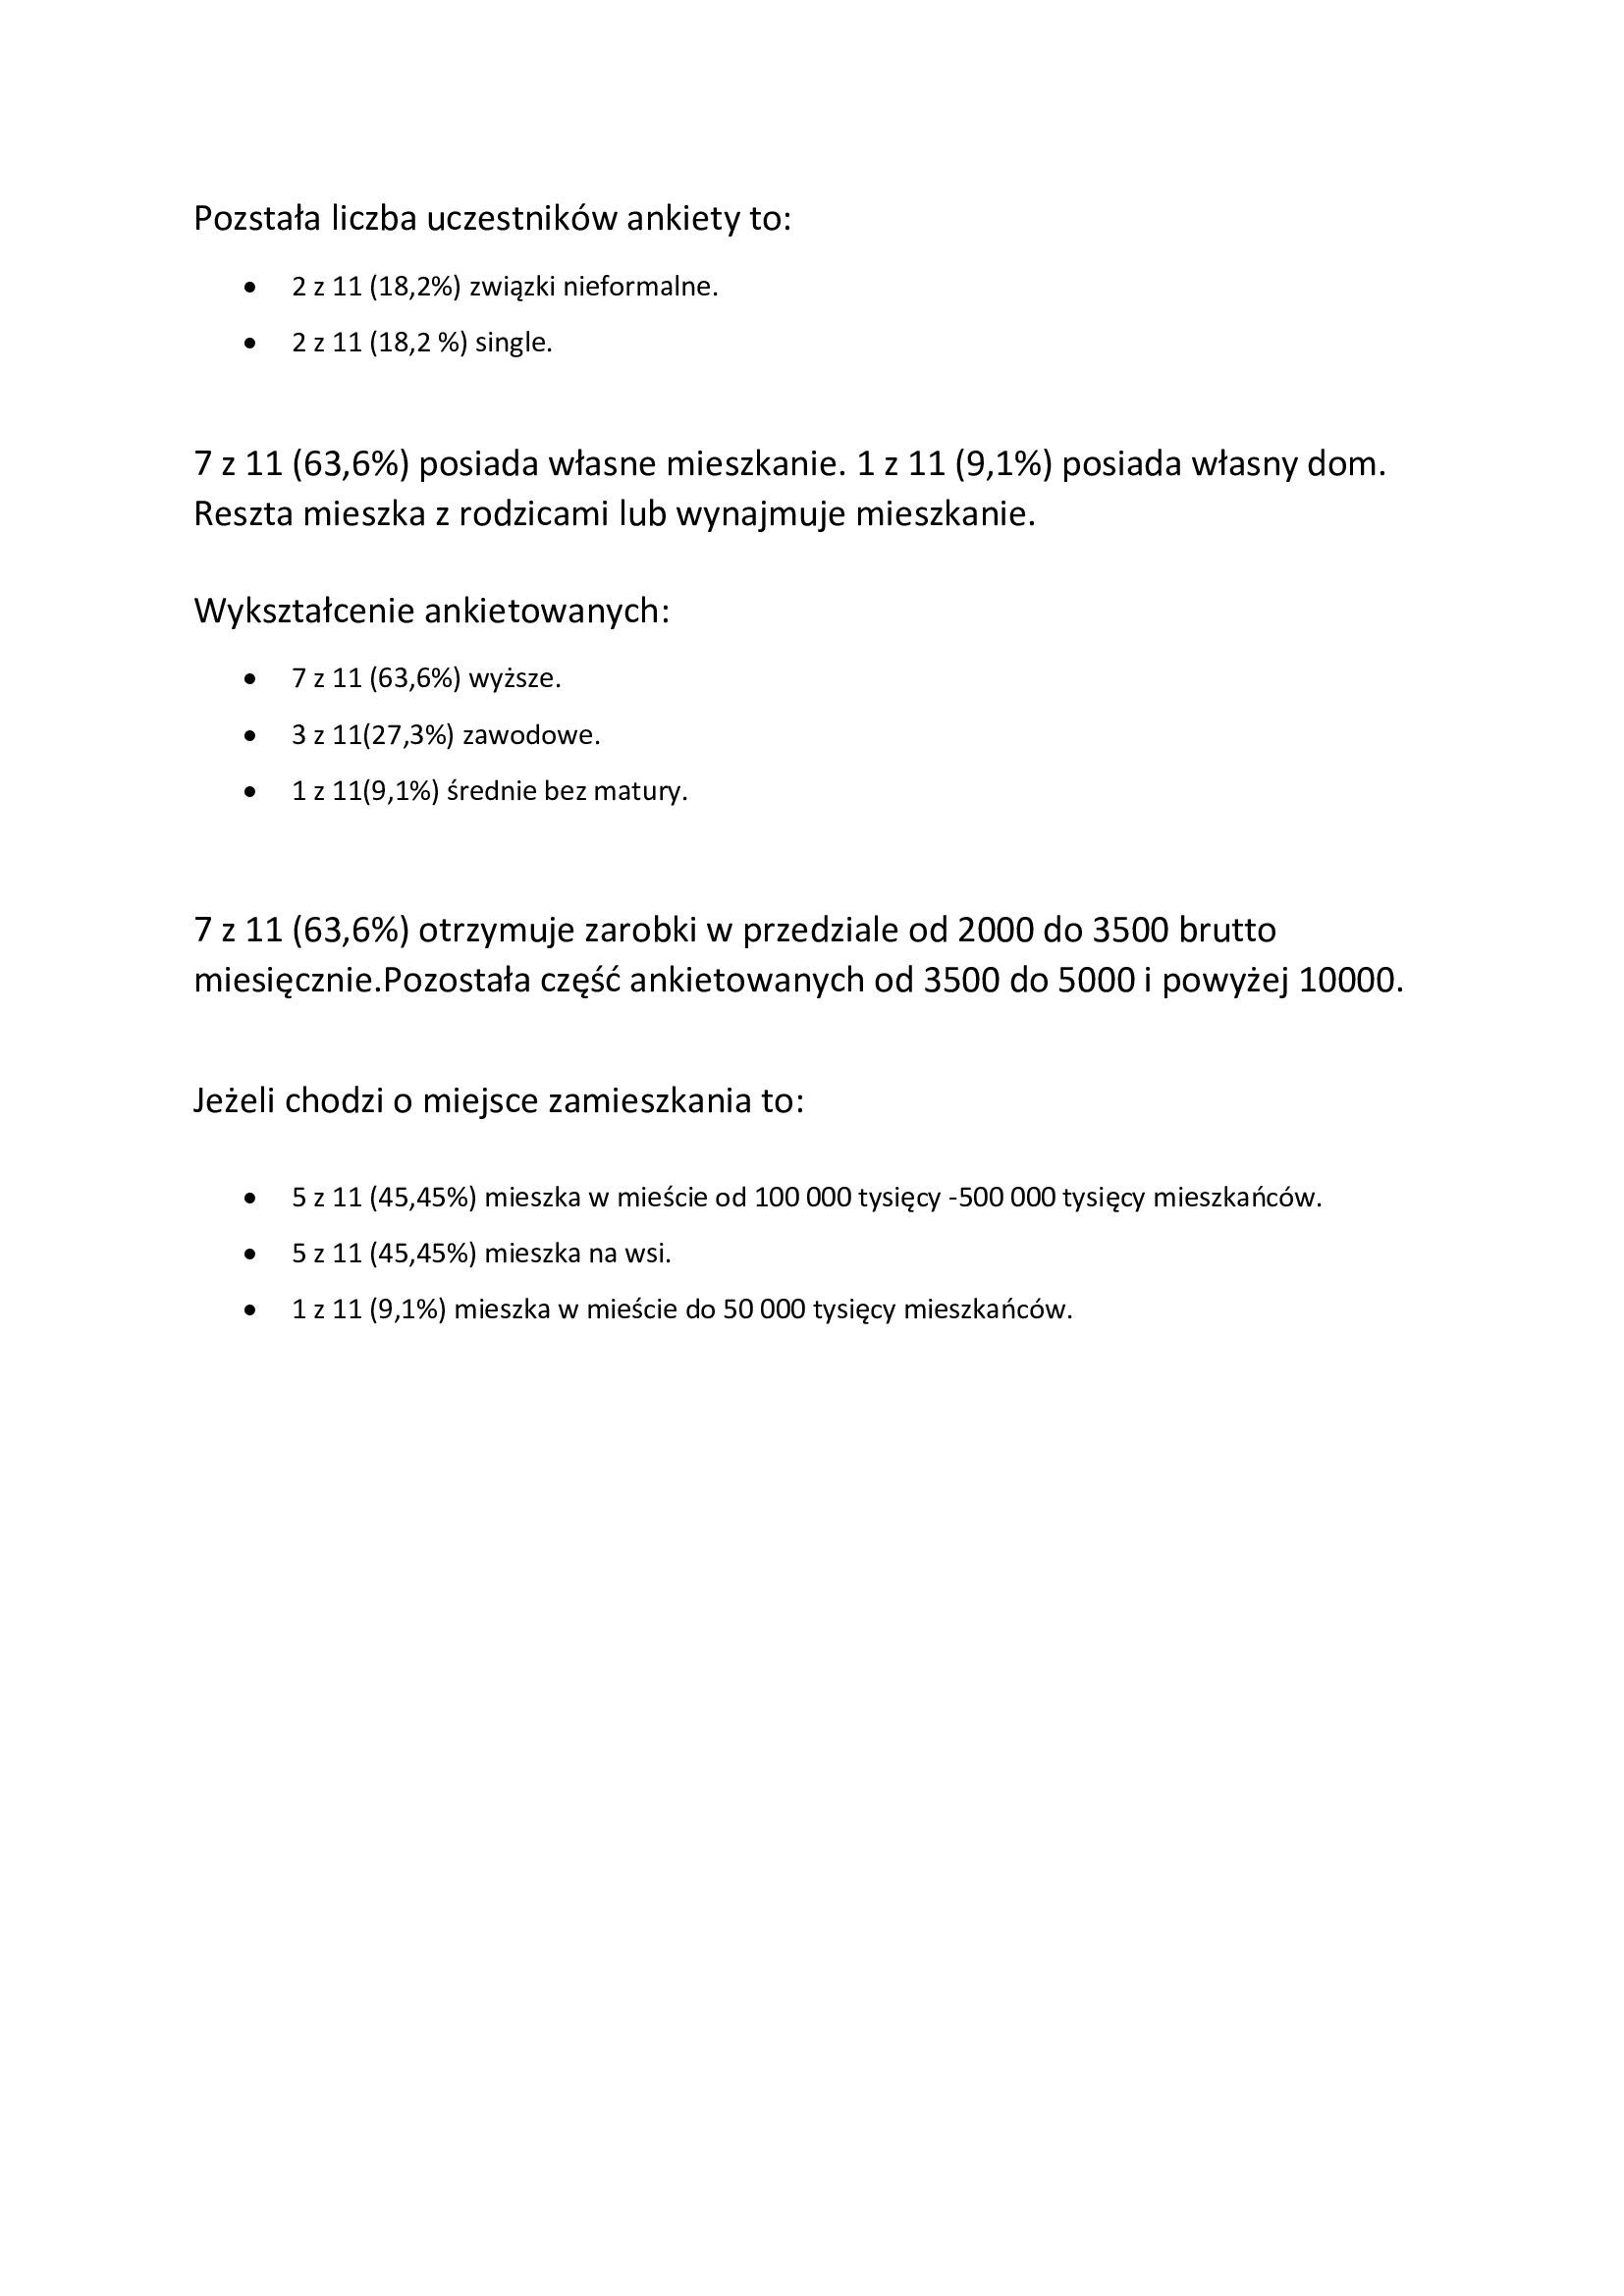 Pozstała liczba uczestników ankiety to:
• 2 z 11 (18,2%) związki nieformalne.
• 2 z 11 (18,2 %) single.
7 z 11 (63,6%) posiada własne mieszkanie. 1 z 11 (9,1%) posiada własny dom.
Reszta mieszka z rodzicami lub wynajmuje mieszkanie.
Wykształcenie ankietowanych:
• 7 z 11 (63,6%) wyższe.
• 3 z 11(27,3%) zawodowe.
• 1 z 11(9,1%) średnie bez matury.
7 z 11 (63,6%) otrzymuje zarobki w przedziale od 2000 do 3500 brutto
miesięcznie.Pozostała część ankietowanych od 3500 do 5000 i powyżej 10000.
Jeżeli chodzi o miejsce zamieszkania to:
• 5 z 11 (45,45%) mieszka w mieście od 100 000 tysięcy -500 000 tysięcy mieszkańców.
• 5 z 11 (45,45%) mieszka na wsi.
• 1 z 11 (9,1%) mieszka w mieście do 50 000 tysięcy mieszkańców.